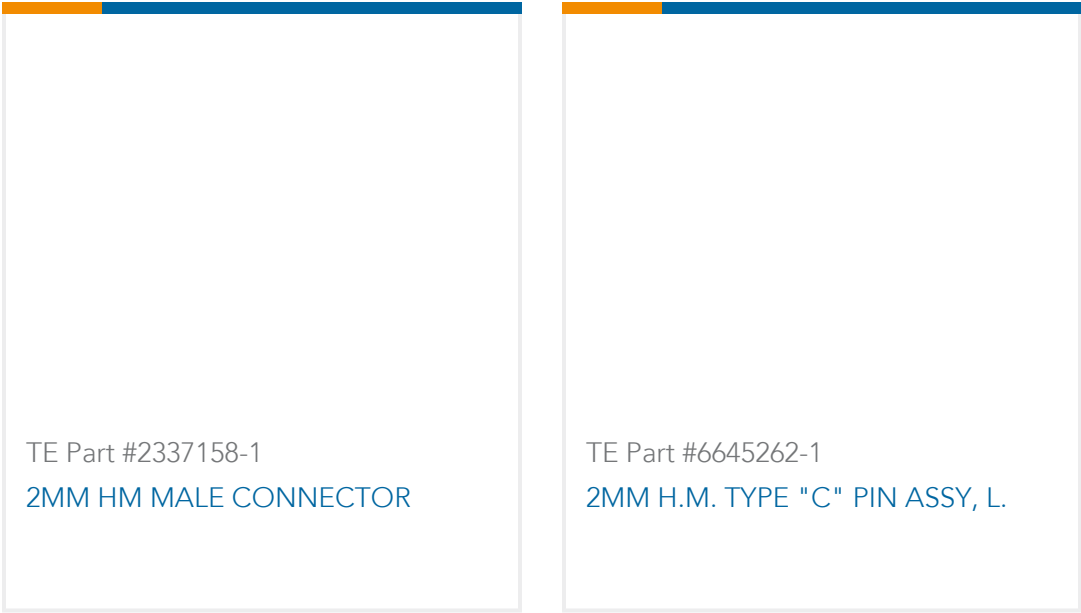 TE Part #2337158-1
2MM HM MALE CONNECTOR
TE Part #6645262-1
2MM H.M. TYPE "C" PIN ASSY, L.